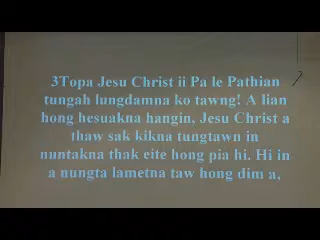 3Topa Jesu Christ ii Pa le Pathian
tungah lungdamna ko tawng! A lian
hong hesuakna hangin, Jesu Christ a
thaw sak kikna tungtawn in
nuntakna thak eite hong pia hi. Hi in
a nungta lametna taw hong dim a,